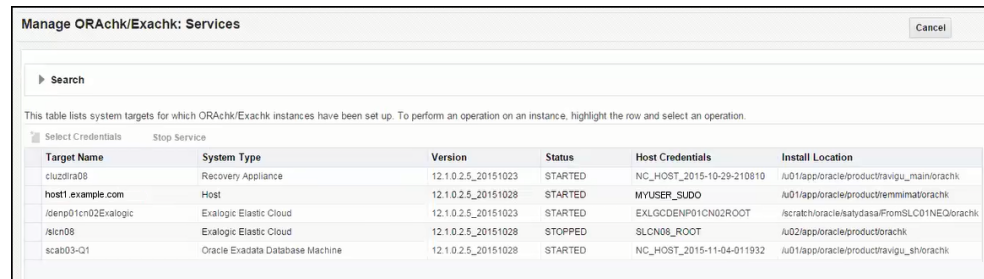 Manage ORAchk/Exachk: Services
Cancel
Search
This table lists system targets for which ORAchk/Exachk instances have been set up. To perform an operation on an instance, highlight the row and select an operation.
Select Credentials Stop Service
Target Name System Type Version Status Host Credentials Install Location
cluzdlra08 Recovery Appliance 12.1.0.2.5_20151023 STARTED NC_HOST_2015-10-29-210810 /u01/app/oracle/product/ravigu_main/orachk
host1.example.com Host 12.1.0.2.5_20151028 STARTED MYUSER_SUDO /u01/app/oracle/product/remmimat/orachk
/denp01cn02Exalogic Exalogic Elastic Cloud 12.1.0.2.5_20151023 STARTED EXLGCDENP01CN02ROOT /scratch/oracle/satydasa/FromSLC01NEQ/orachk
/slcn08 Exalogic Elastic Cloud 12.1.0.2.5_20151028 STOPPED SLCN08_ROOT /u02/app/oracle/product/orachk
scab03-Q1 Oracle Exadata Database Machine 12.1.0.2.5_20151028 STARTED NC_HOST_2015-11-04-011932 /u01/app/oracle/product/ravigu_sh/orachk